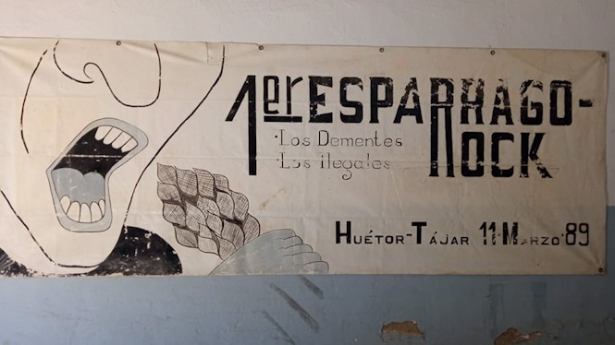 1er ESPARRAGO-
ROCK
·Los Dementes
·Los ilegales
HUÉTOR-TÁJAR 11·MARZO·89